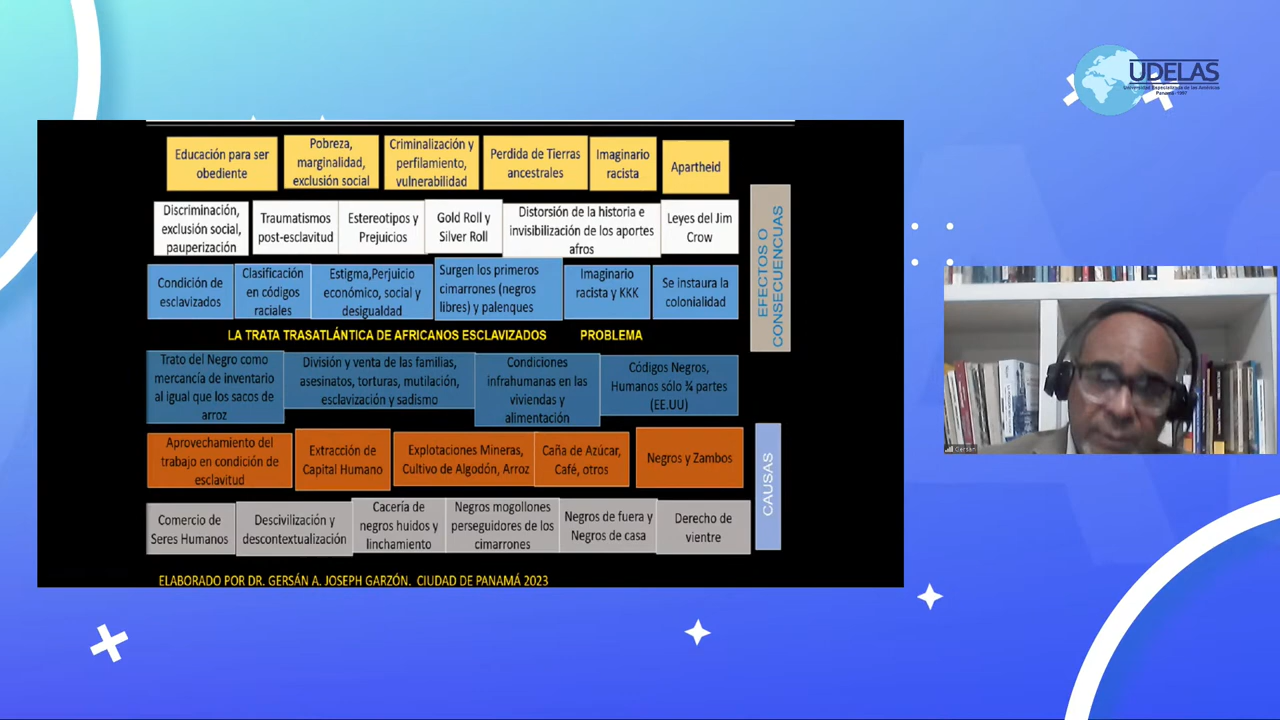 UDELAS
Universidad Especializada de las Américas
Panamá - 1997
Educación para ser
obediente
Pobreza,
marginalidad,
exclusión social
Criminalización y
perfilamiento,
vulnerabilidad
Perdida de Tierras
ancestrales
Imaginario
racista
Apartheid
Discriminación,
exclusión social,
pauperización
Traumatismos
post-esclavitud
Estereotipos y
Prejuicios
Gold Roll y
Silver Roll
Distorsión de la historia e
invisibilización de los aportes
afros
Leyes del Jim
Crow
Condición de
esclavizados
Clasificación
en códigos
raciales
Estigma,Perjuicio
económico, social y
desigualdad
Surgen los primeros
cimarrones (negros
libres) y palenques
Imaginario
racista y KKK
Se instaura la
colonialidad
EFECTOS O
CONSECUENCUAS
LA TRATA TRASATLÁNTICA DE AFRICANOS ESCLAVIZADOS PROBLEMA
Trato del Negro como
mercancía de inventario
al igual que los sacos de
arroz
División y venta de las familias,
asesinatos, torturas, mutilación,
esclavización y sadismo
Condiciones
infrahumanas en las
viviendas y
alimentación
Códigos Negros,
Humanos sólo ¾ partes
(EE.UU)
Aprovechamiento del
trabajo en condición de
esclavitud
Extracción de
Capital Humano
Explotaciones Mineras,
Cultivo de Algodón, Arroz
Caña de Azúcar,
Café, otros
Negros y Zambos
Comercio de
Seres Humanos
Descivilización y
descontextualización
Cacería de
negros huidos y
linchamiento
Negros mogollones
perseguidores de los
cimarrones
Negros de fuera y
Negros de casa
Derecho de
vientre
CAUSAS
ELABORADO POR DR. GERSÁN A. JOSEPH GARZÓN. CIUDAD DE PANAMÁ 2023
Gersán